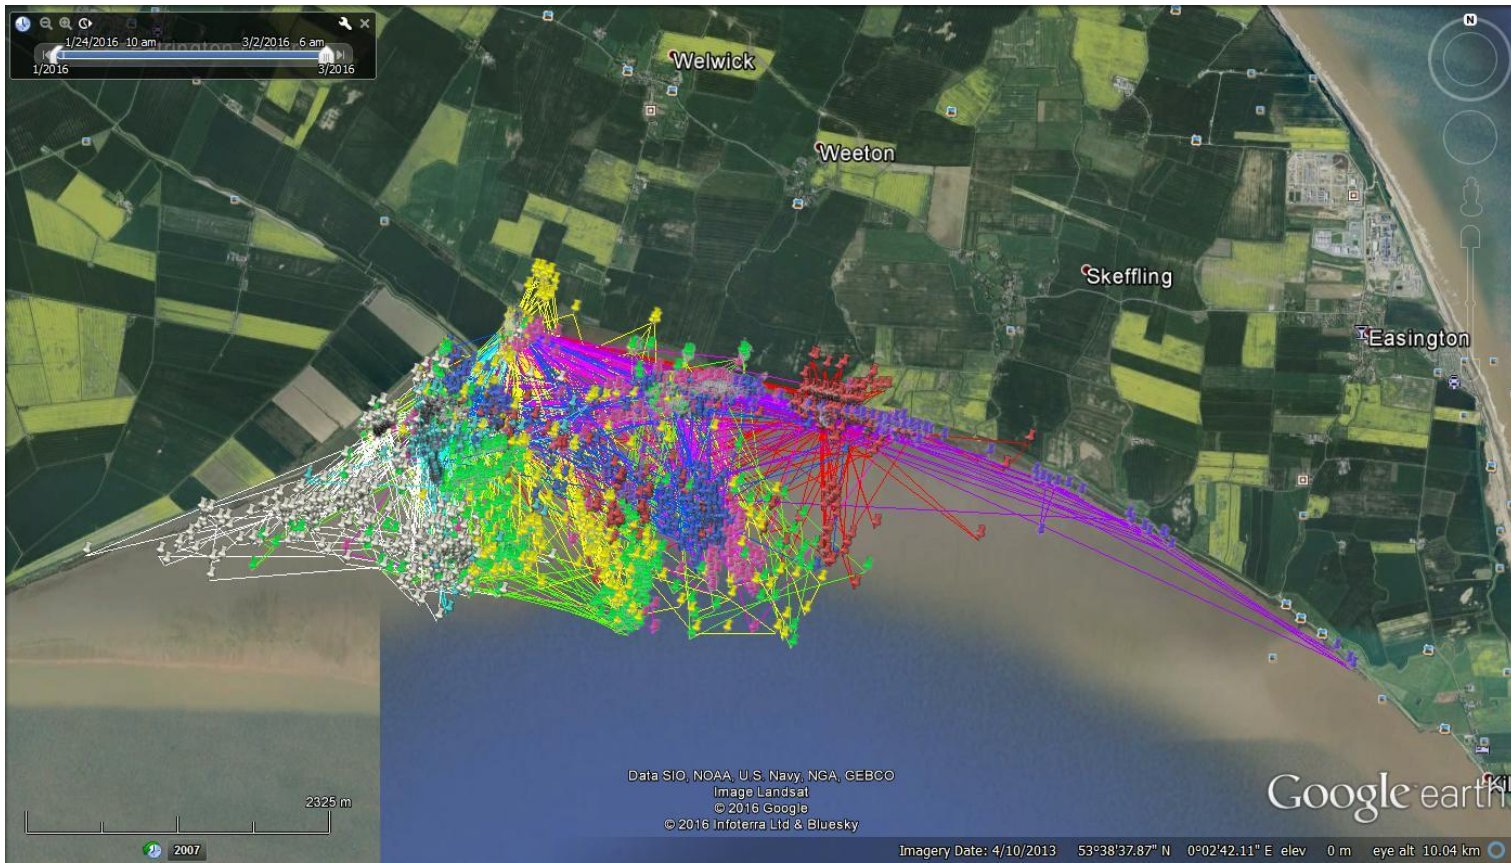 1/24/2016 10 am 3/2/2016 6 am
1/2016 3/2016
Welwick
Weeton
Skeffling
Easington
N
Data SIO, NOAA, U.S. Navy, NGA, GEBCO
Image Landsat
© 2016 Google
© 2016 Infoterra Ltd & Bluesky
Google earth
2325 m
2007
Imagery Date: 4/10/2013 53°38'37.87" N 0°02'42.11" E elev 0 m eye alt 10.04 km